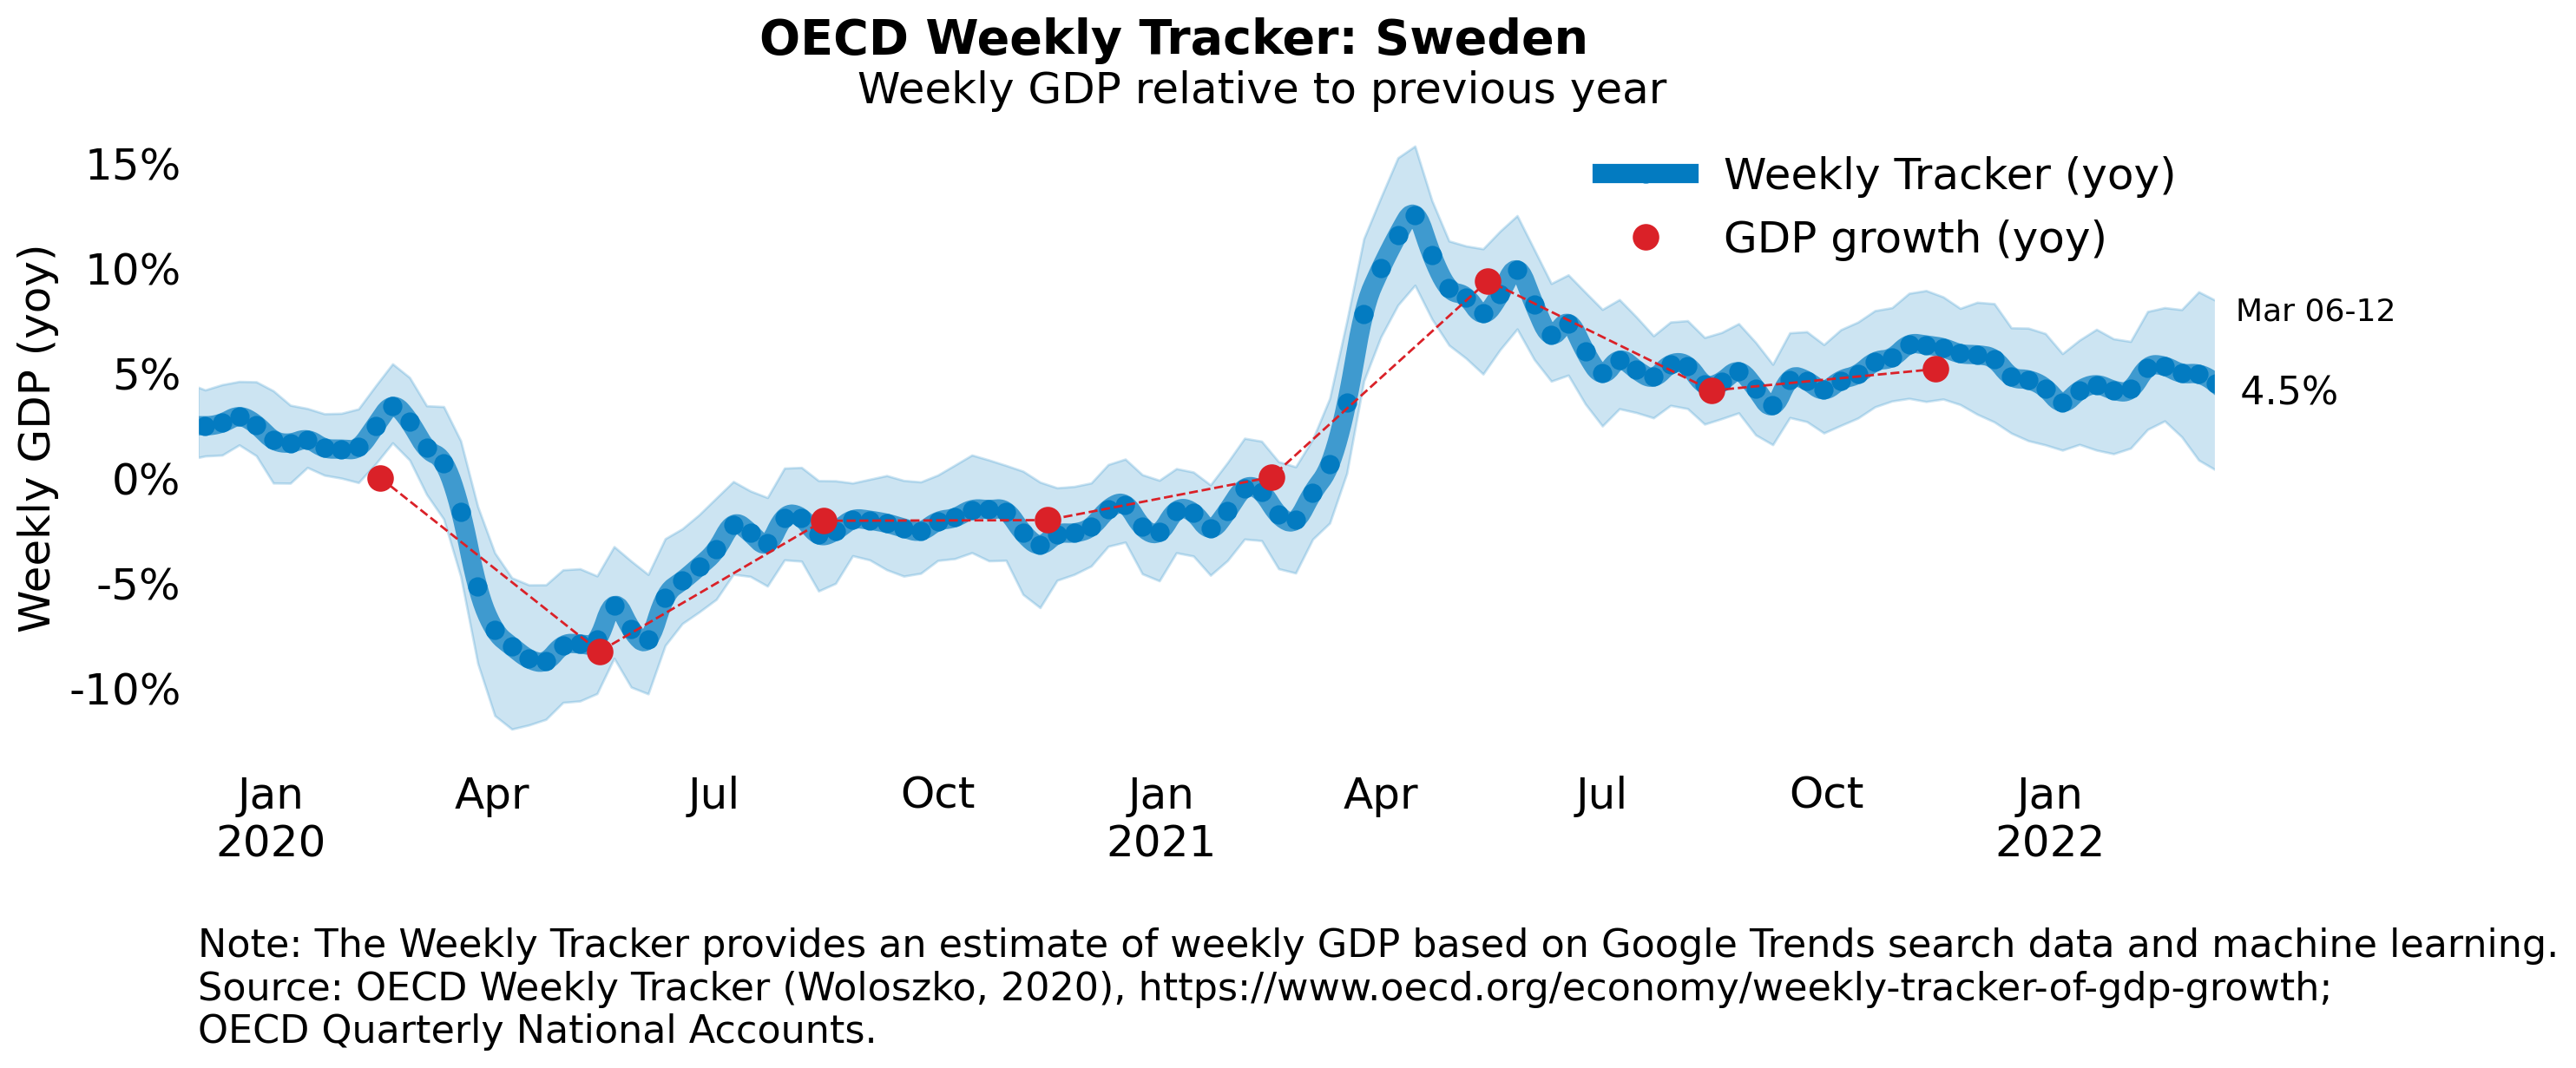 OECD Weekly Tracker: Sweden
Weekly GDP relative to previous year
Weekly GDP (yoy)
15%
10%
5%
0%
-5%
-10%
Weekly Tracker (yoy)
GDP growth (yoy)
Mar 06-12
4.5%
Jan Apr Jul Oct Jan Apr Jul Oct Jan
2020 2021 2022
Note: The Weekly Tracker provides an estimate of weekly GDP based on Google Trends search data and machine learning.
Source: OECD Weekly Tracker (Woloszko, 2020), https://www.oecd.org/economy/weekly-tracker-of-gdp-growth;
OECD Quarterly National Accounts.